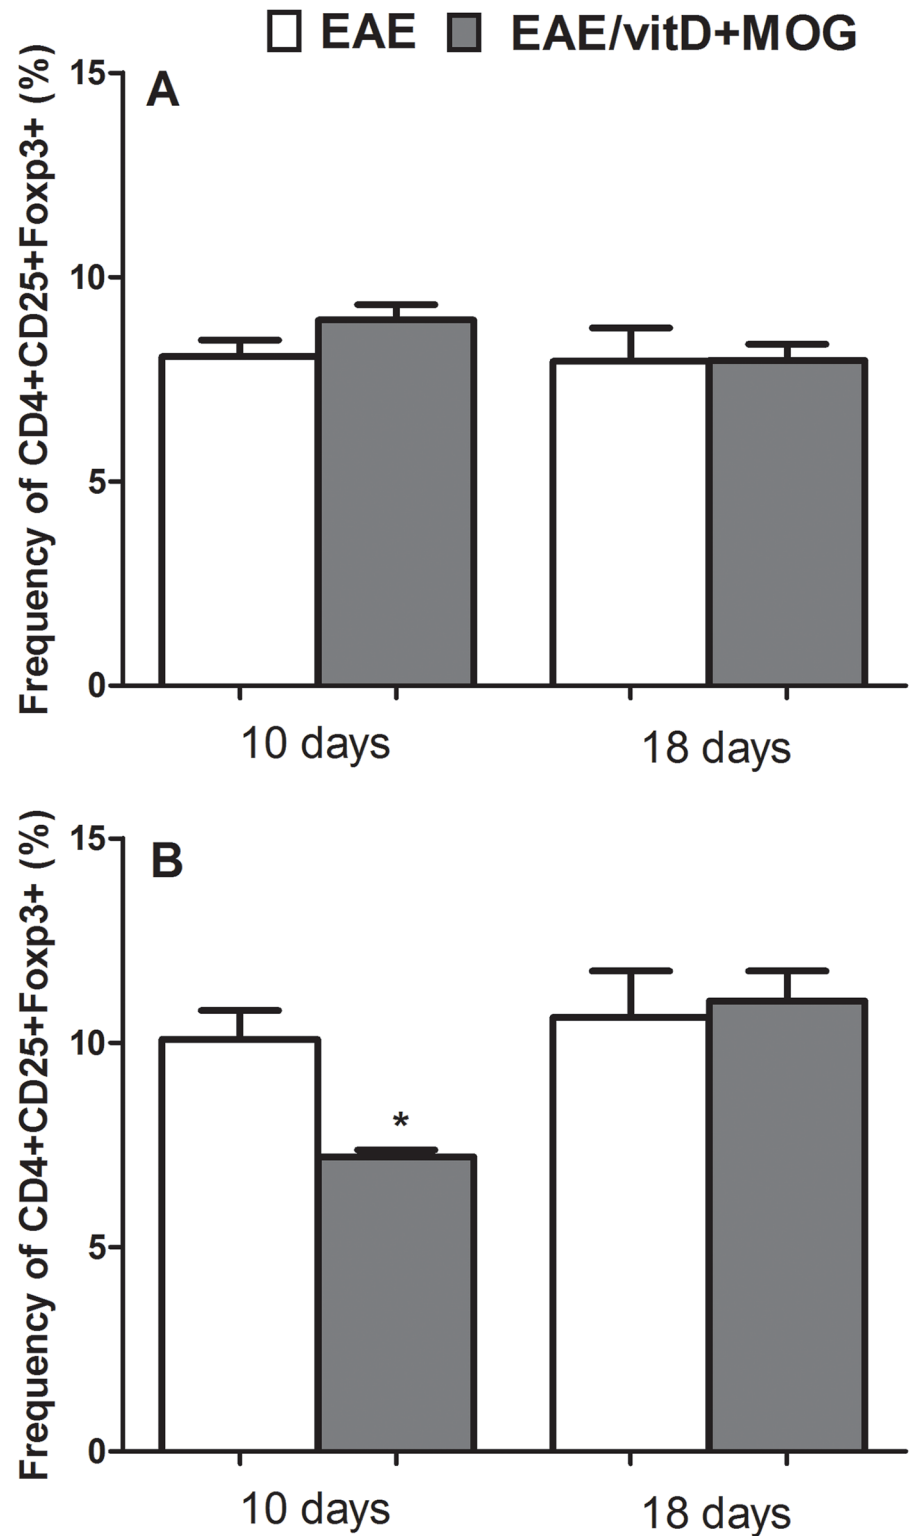 EAE EAE/vitD+MOG
A
Frequency of CD4+CD25+Foxp3+ (%)
15
10
5
0
10 days 18 days
B
Frequency of CD4+CD25+Foxp3+ (%)
15
10
*
5
0
10 days 18 days